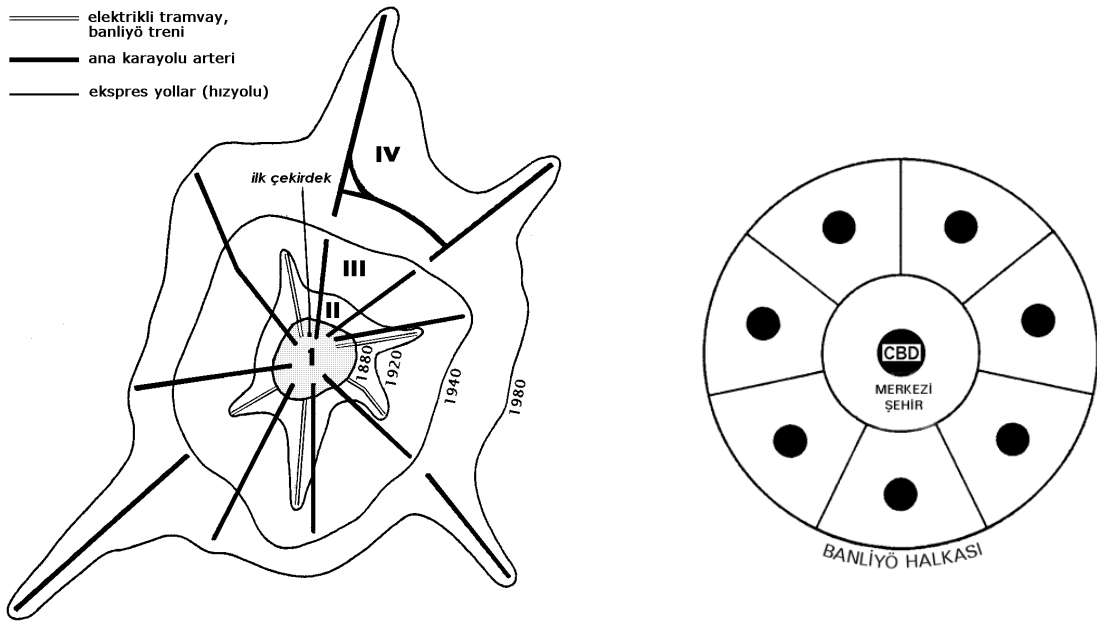 elektrikli tramvay,
banliyö treni
ana karayolu arteri
ekspres yollar (hızyolu)
IV
ilk çekirdek
III
II
1
1880
1920
1940
1980
CBD
MERKEZİ
ŞEHİR
BANLİYÖ HALKASI